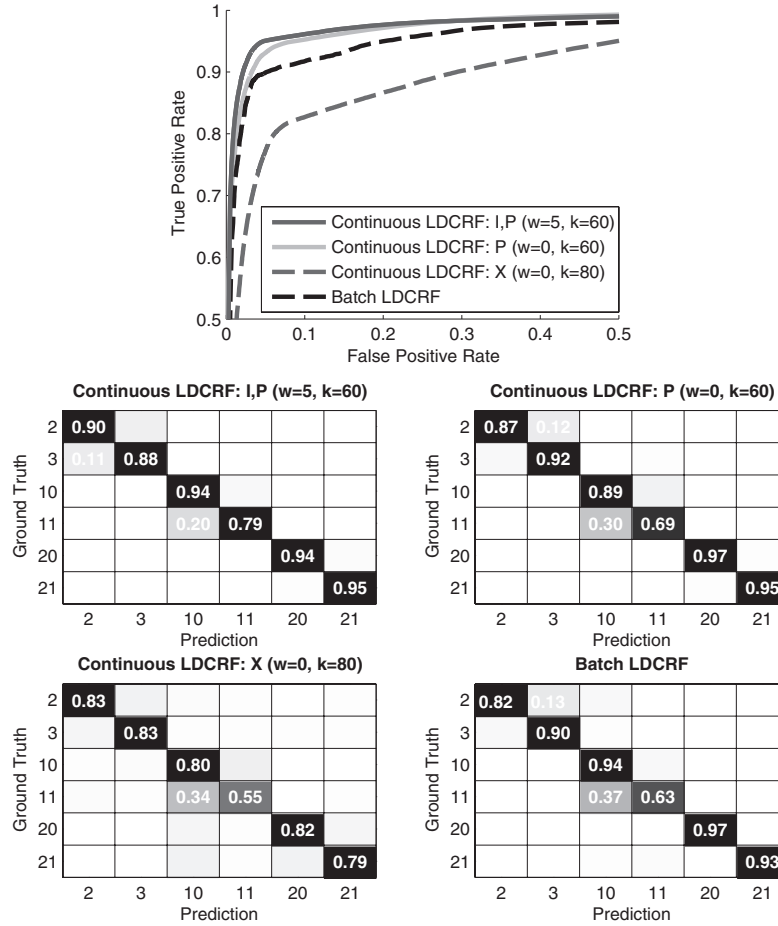 1
0.9
0.8
0.7
0.6
0.5
True Positive Rate
Continuous LDCRF: I,P (w=5, k=60)
Continuous LDCRF: P (w=0, k=60)
Continuous LDCRF: X (w=0, k=80)
Batch LDCRF
0 0.1 0.2 0.3 0.4 0.5
False Positive Rate
Continuous LDCRF: I,P (w=5, k=60)
Ground Truth
2 0.90
3 0.11 0.88
10 0.94
11 0.20 0.79
20 0.94
21 0.95
2 3 10 11 20 21
Prediction
Continuous LDCRF: P (w=0, k=60)
Ground Truth
2 0.87 0.12
3 0.92
10 0.89
11 0.30 0.69
20 0.97
21 0.95
2 3 10 11 20 21
Prediction
Continuous LDCRF: X (w=0, k=80)
Ground Truth
2 0.83
3 0.83
10 0.80
11 0.34 0.55
20 0.82
21 0.79
2 3 10 11 20 21
Prediction
Batch LDCRF
Ground Truth
2 0.82 0.13
3 0.90
10 0.94
11 0.37 0.63
20 0.97
21 0.93
2 3 10 11 20 21
Prediction